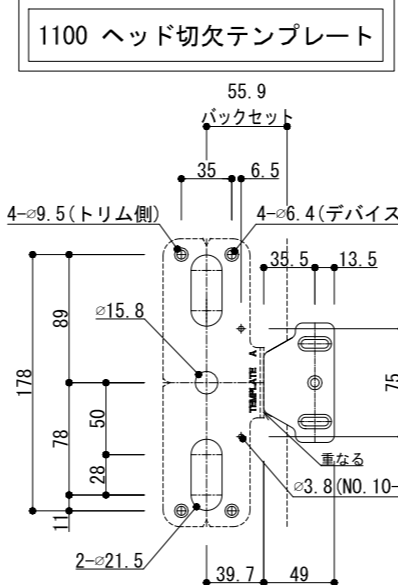 1100 ヘッド切欠テンプレート
55.9
バックセット
35
6.5
4-⌀9.5(トリム側)
4-⌀6.4(デバイス
35.5
13.5
⌀15.8
89
178
50
78
28
11
TEMPLATE A
75
重なる
⌀3.8(NO.10-
2-⌀21.5
39.7
49